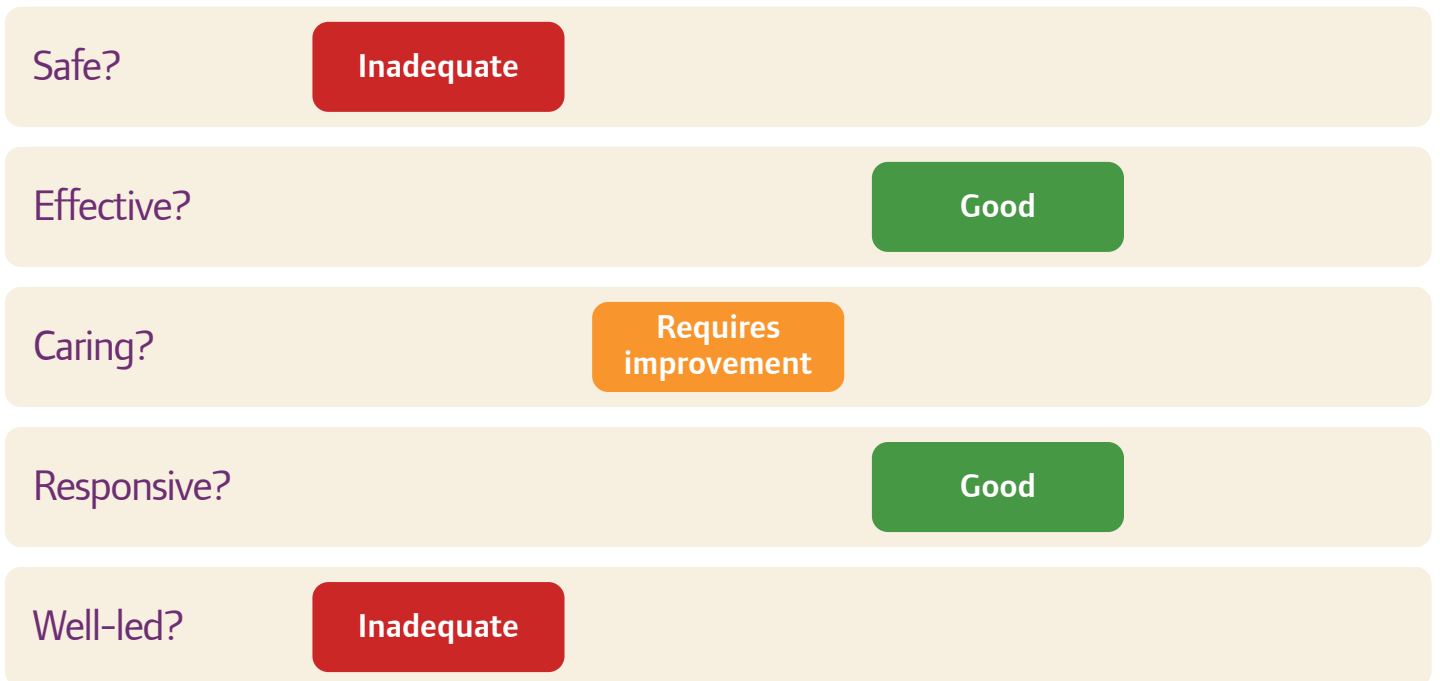 Safe?
Inadequate
Effective?
Good
Caring?
Requires
improvement
Responsive?
Good
Well-led?
Inadequate